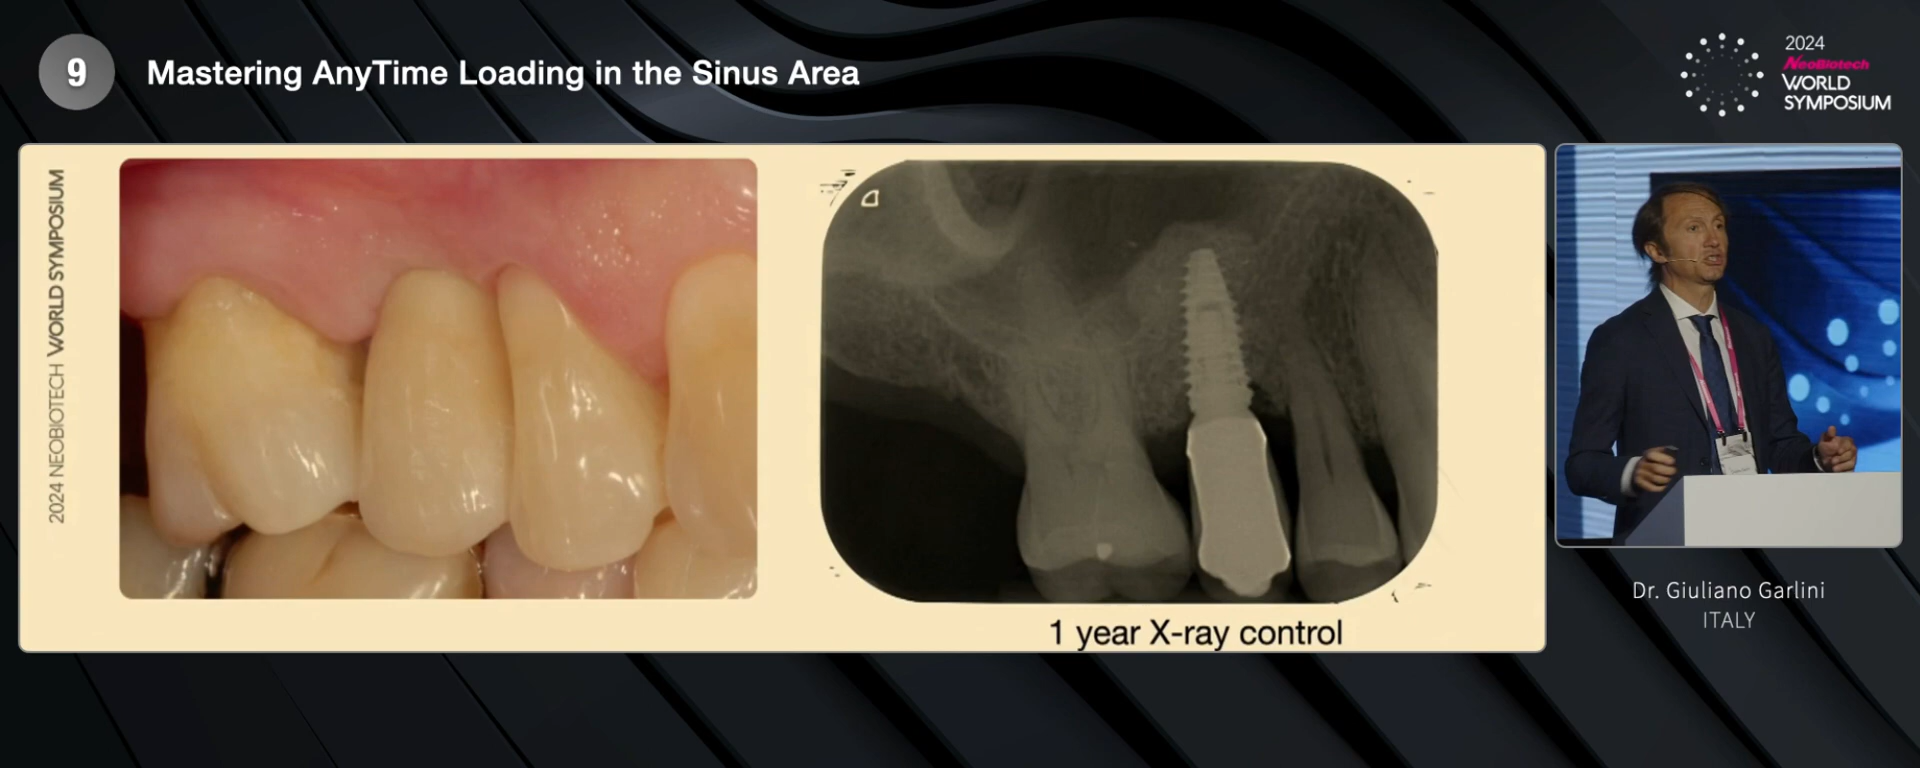 9
Mastering AnyTime Loading in the Sinus Area
2024
NeoBiotech
WORLD
SYMPOSIUM
2024 NEOBIOTECH WORLD SYMPOSIUM
1 year X-ray control
Dr. Giuliano Garlini
ITALY